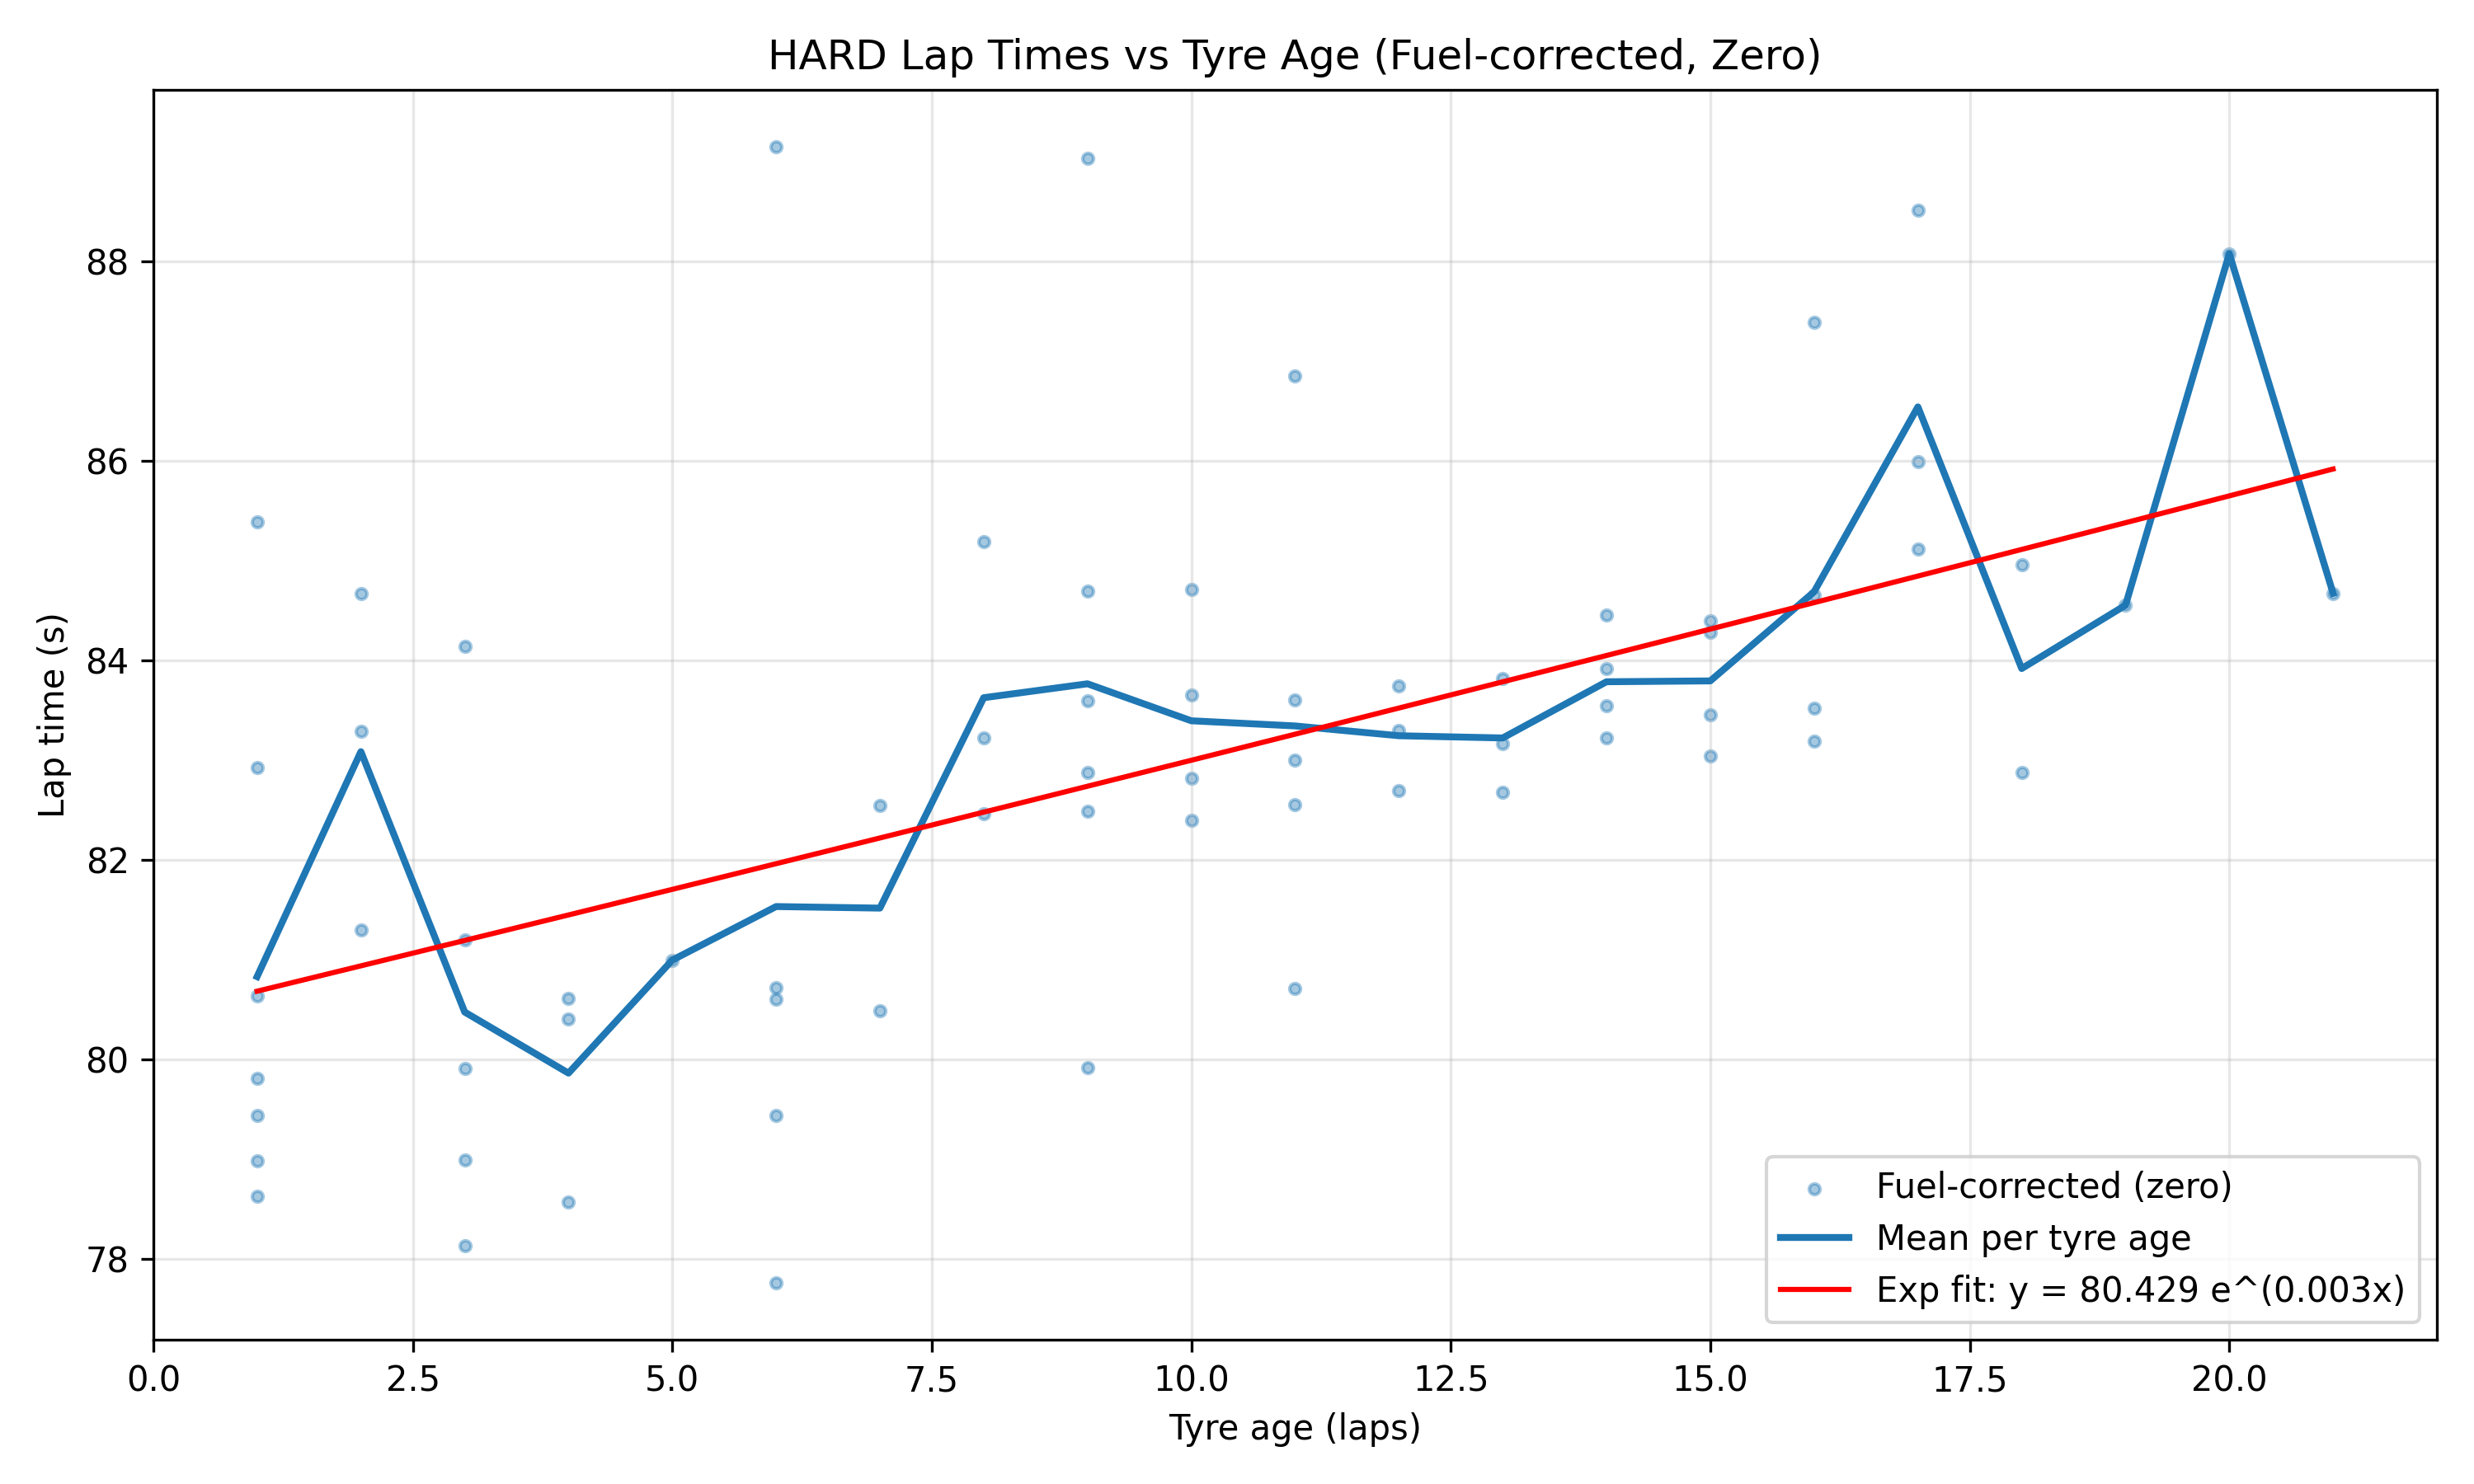 HARD Lap Times vs Tyre Age (Fuel-corrected, Zero)
Lap time (s)
88
86
84
82
80
78
0.0 2.5 5.0 7.5 10.0 12.5 15.0 17.5 20.0
Tyre age (laps)
Fuel-corrected (zero)
Mean per tyre age
Exp fit: y = 80.429 e^(0.003x)